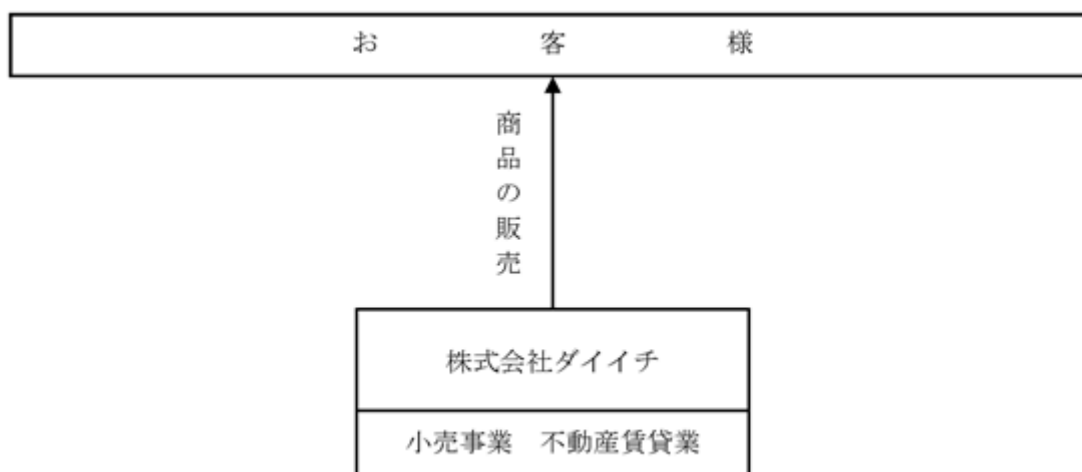 お客様
商品の販売
株式会社ダイイチ
小売事業　不動産賃貸業